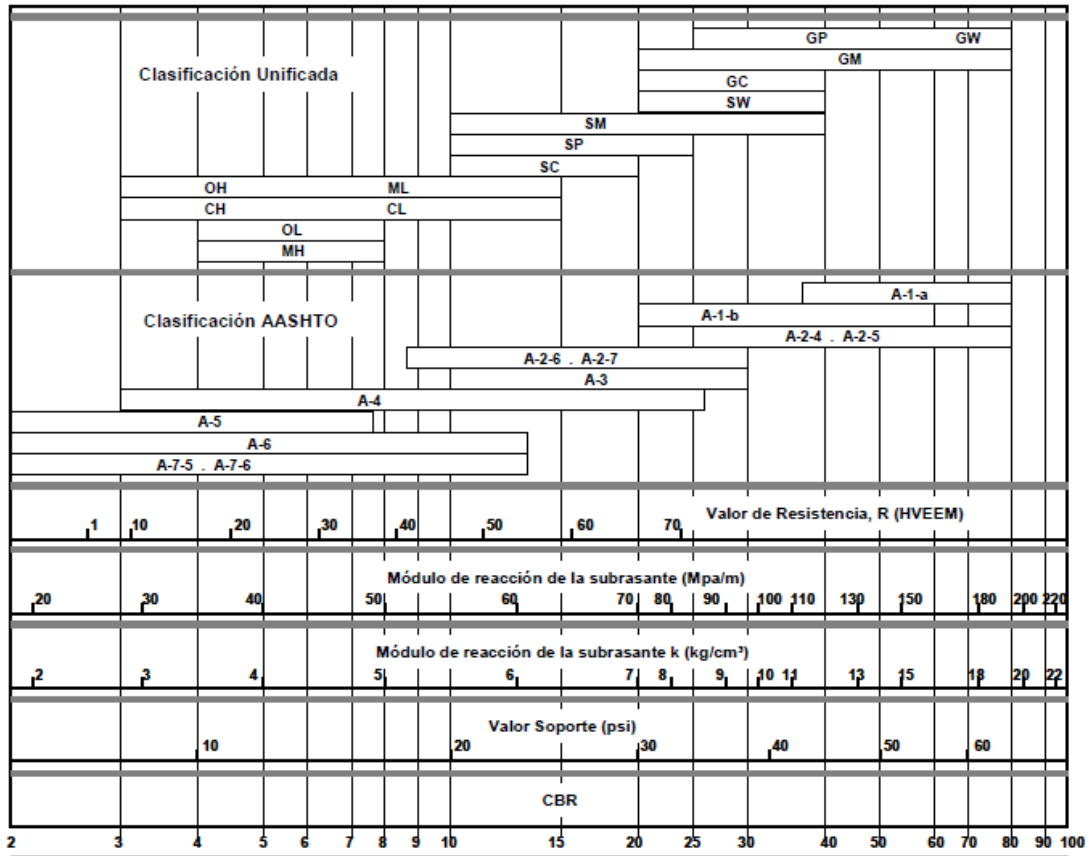 GP GW
GM
Clasificación Unificada
GC
SW
SM
SP
SC
OH ML
CH CL
OL
MH
A-1-a
Clasificación AASHTO
A-1-b
A-2-4 . A-2-5
A-2-6 . A-2-7
A-3
A-4
A-5
A-6
A-7-5 . A-7-6
Valor de Resistencia, R (HVEEM)
1 10 20 30 40 50 60 70
Módulo de reacción de la subrasante (Mpa/m)
20 30 40 50 60 70 80 90 100 110 130 150 180 200 220
Módulo de reacción de la subrasante k (kg/cm³)
2 3 4 5 6 7 8 9 10 11 13 15 18 20 22
Valor Soporte (psi)
10 20 30 40 50 60
CBR
2 3 4 5 6 7 8 9 10 15 20 25 30 40 50 60 70 80 90 100